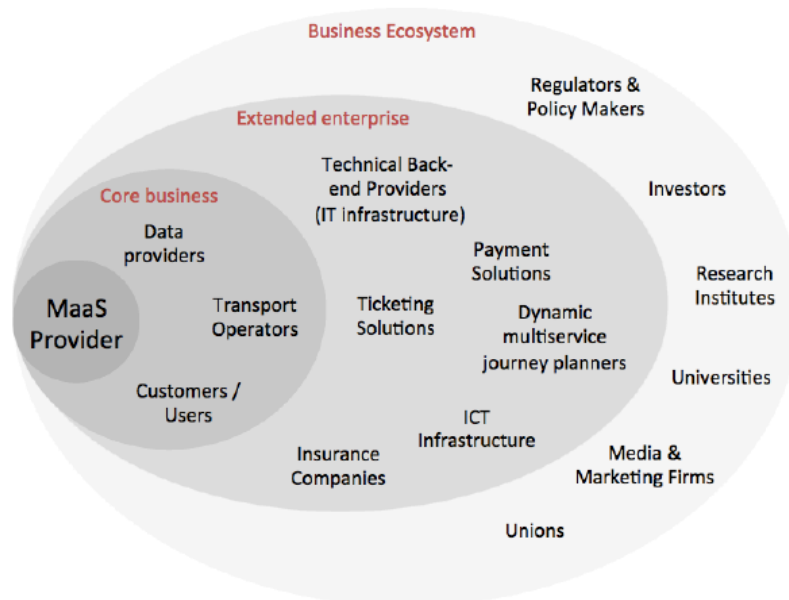 Business Ecosystem
Regulators &
Policy Makers
Extended enterprise
Technical Back-
end Providers
(IT infrastructure)
Investors
Core business
Data
providers
Payment
Solutions
Research
Institutes
MaaS
Provider
Transport
Operators
Ticketing
Solutions
Dynamic
multiservice
journey planners
Universities
Customers /
Users
ICT
Infrastructure
Insurance
Companies
Media &
Marketing Firms
Unions